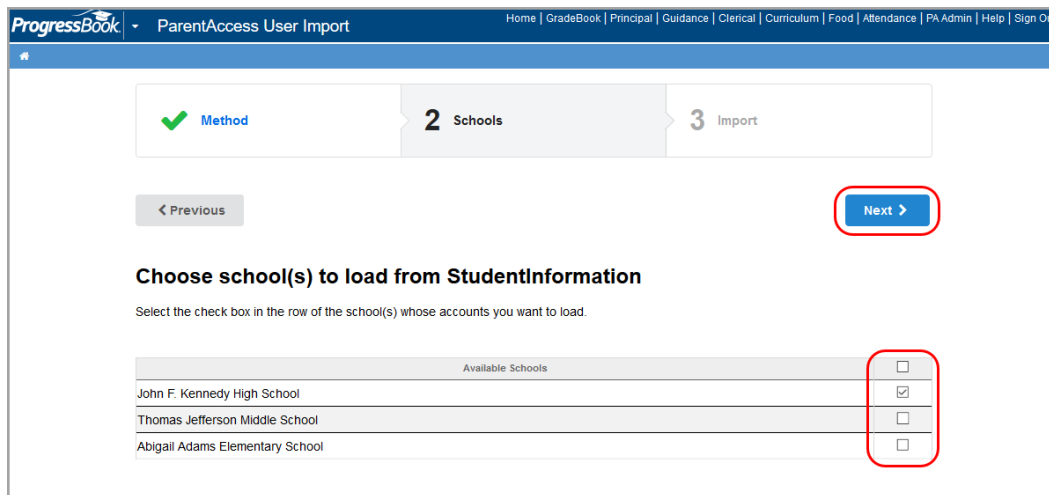 ProgressBook ParentAccess User Import Home | GradeBook | Principal | Guidance | Clerical | Curriculum | Food | Attendance | PA Admin | Help | Sign O
Method 2 Schools 3 Import
Previous Next
Choose school(s) to load from StudentInformation
Select the check box in the row of the school(s) whose accounts you want to load.
Available Schools
John F. Kennedy High School
Thomas Jefferson Middle School
Abigail Adams Elementary School